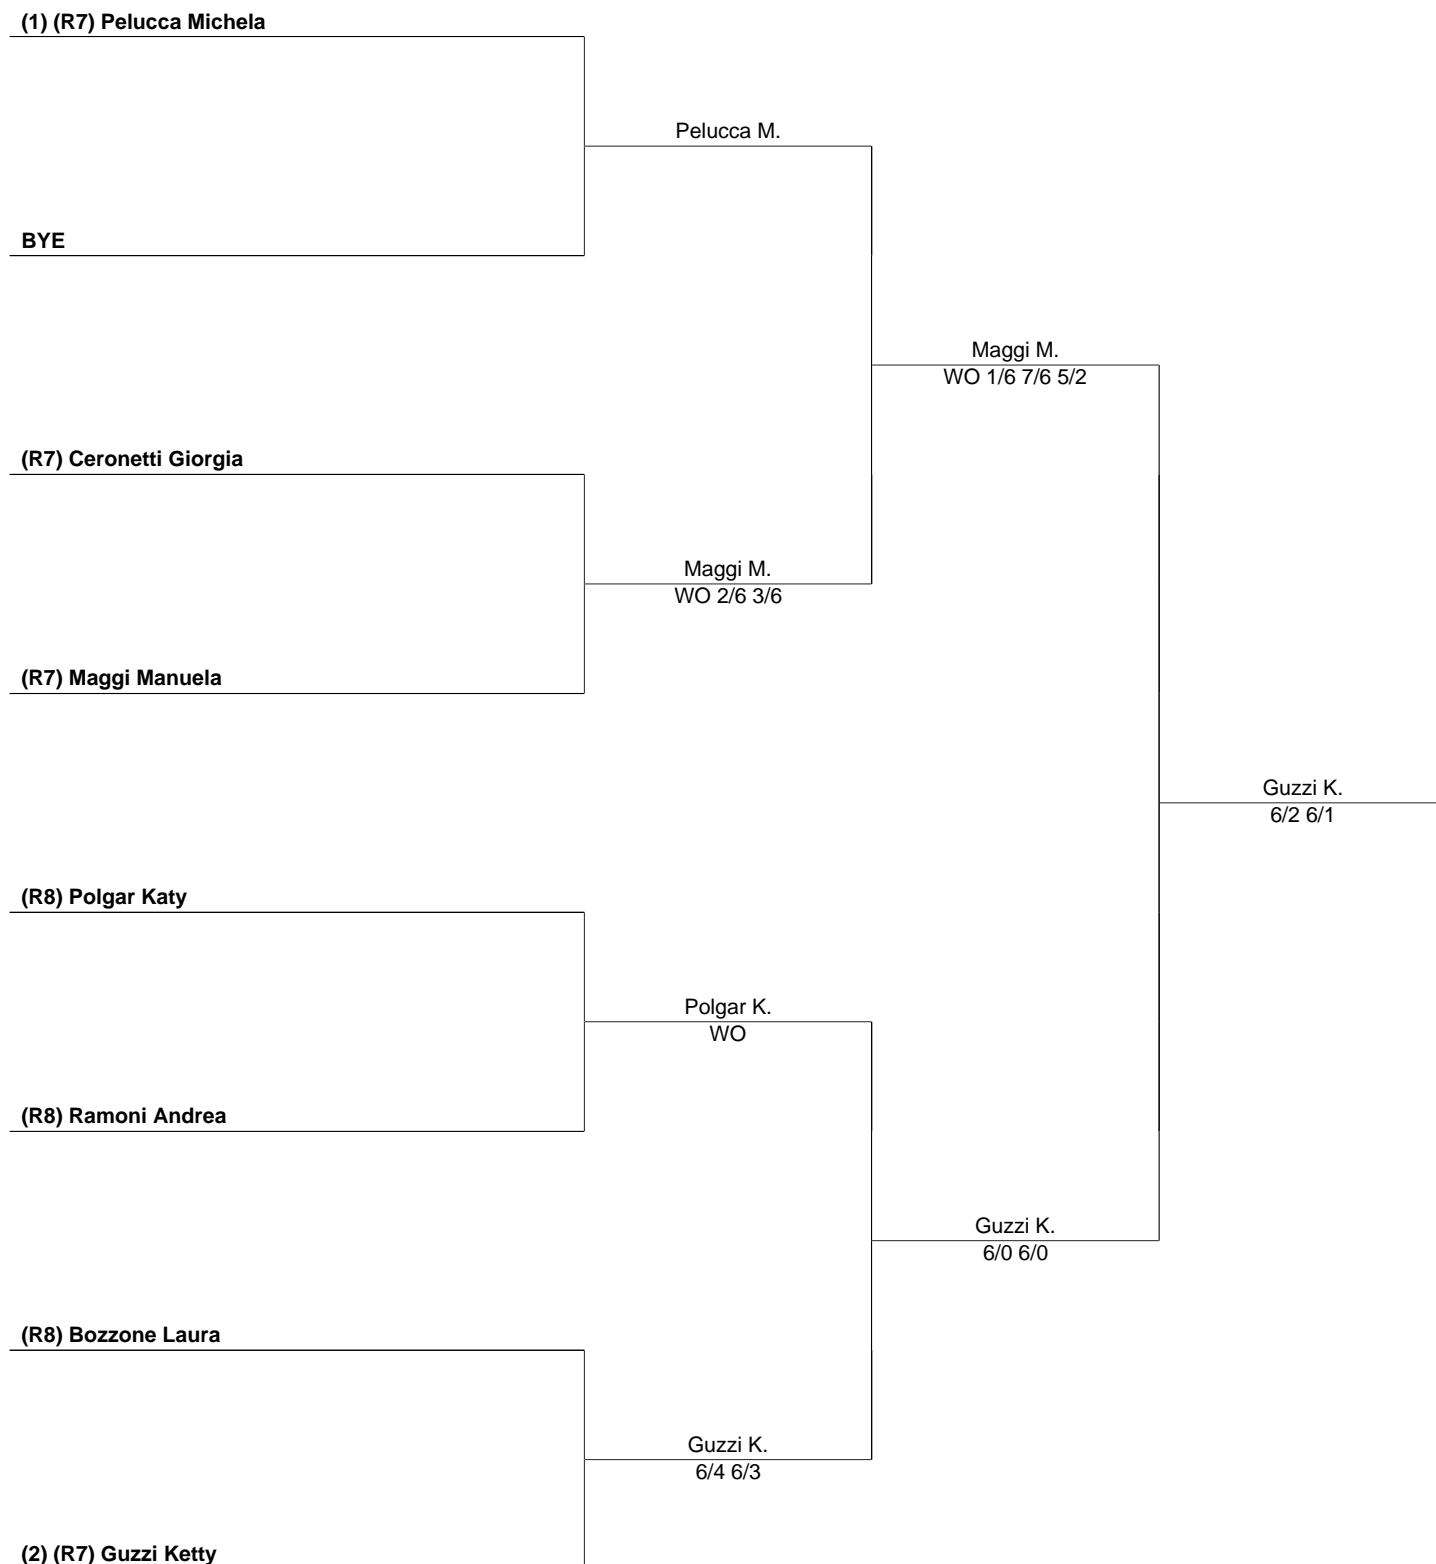 (1) (R7) Pelucca Michela
Pelucca M.
BYE
Maggi M.
WO 1/6 7/6 5/2
(R7) Ceronetti Giorgia
Maggi M.
WO 2/6 3/6
(R7) Maggi Manuela
Guzzi K.
6/2 6/1
(R8) Polgar Katy
Polgar K.
WO
(R8) Ramoni Andrea
Guzzi K.
6/0 6/0
(R8) Bozzone Laura
Guzzi K.
6/4 6/3
(2) (R7) Guzzi Ketty